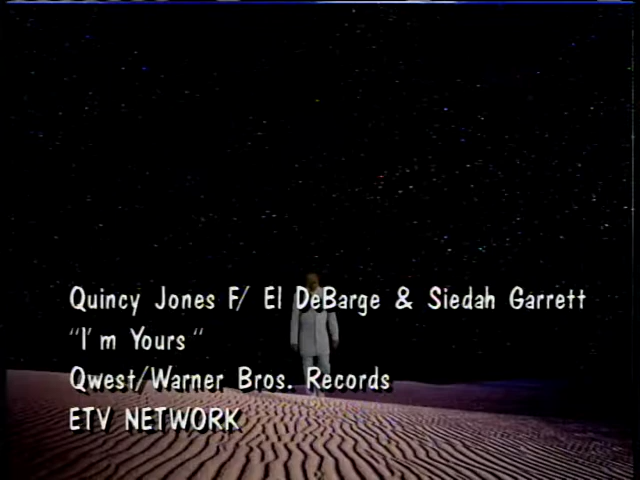 Quincy Jones F/ El DeBarge & Siedah Garrett
"I'm Yours"
Qwest/Warner Bros. Records
ETV NETWORK